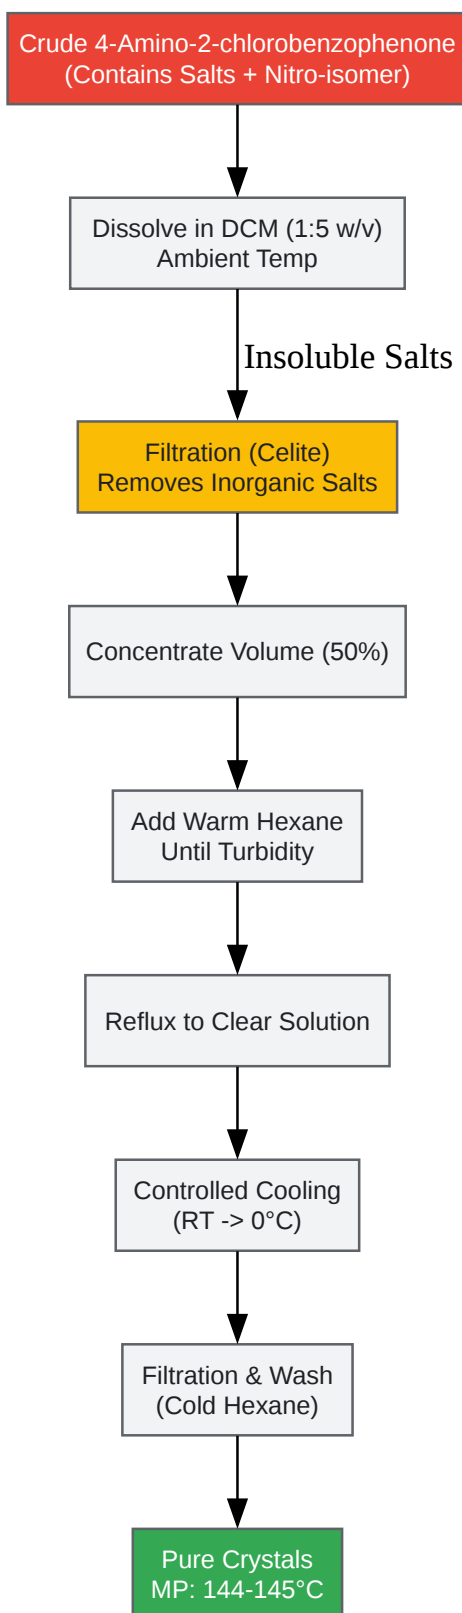 Crude 4-Amino-2-chlorobenzophenone
(Contains Salts + Nitro-isomer)
Dissolve in DCM (1:5 w/v)
Ambient Temp
Insoluble Salts
Filtration (Celite)
Removes Inorganic Salts
Concentrate Volume (50%)
Add Warm Hexane
Until Turbidity
Reflux to Clear Solution
Controlled Cooling
(RT -> 0°C)
Filtration & Wash
(Cold Hexane)
Pure Crystals
MP: 144-145°C